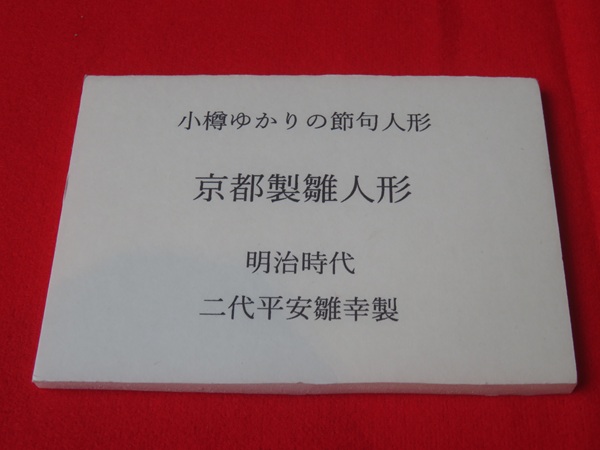 小樽ゆかりの節句人形
京都製雛人形
明治時代
二代平安雛幸製